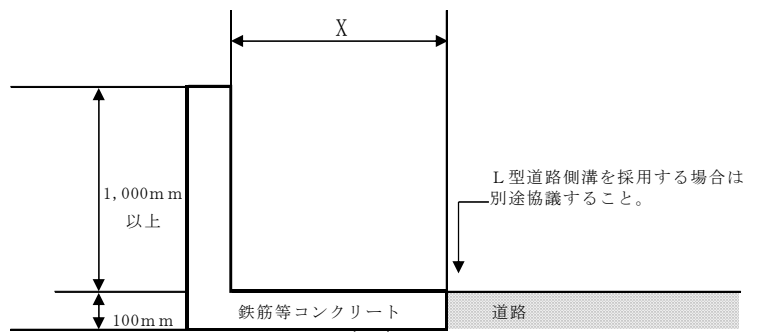 X
1,000mm
以上
L型道路側溝を採用する場合は
別途協議すること。
鉄筋等コンクリート
道路
100mm